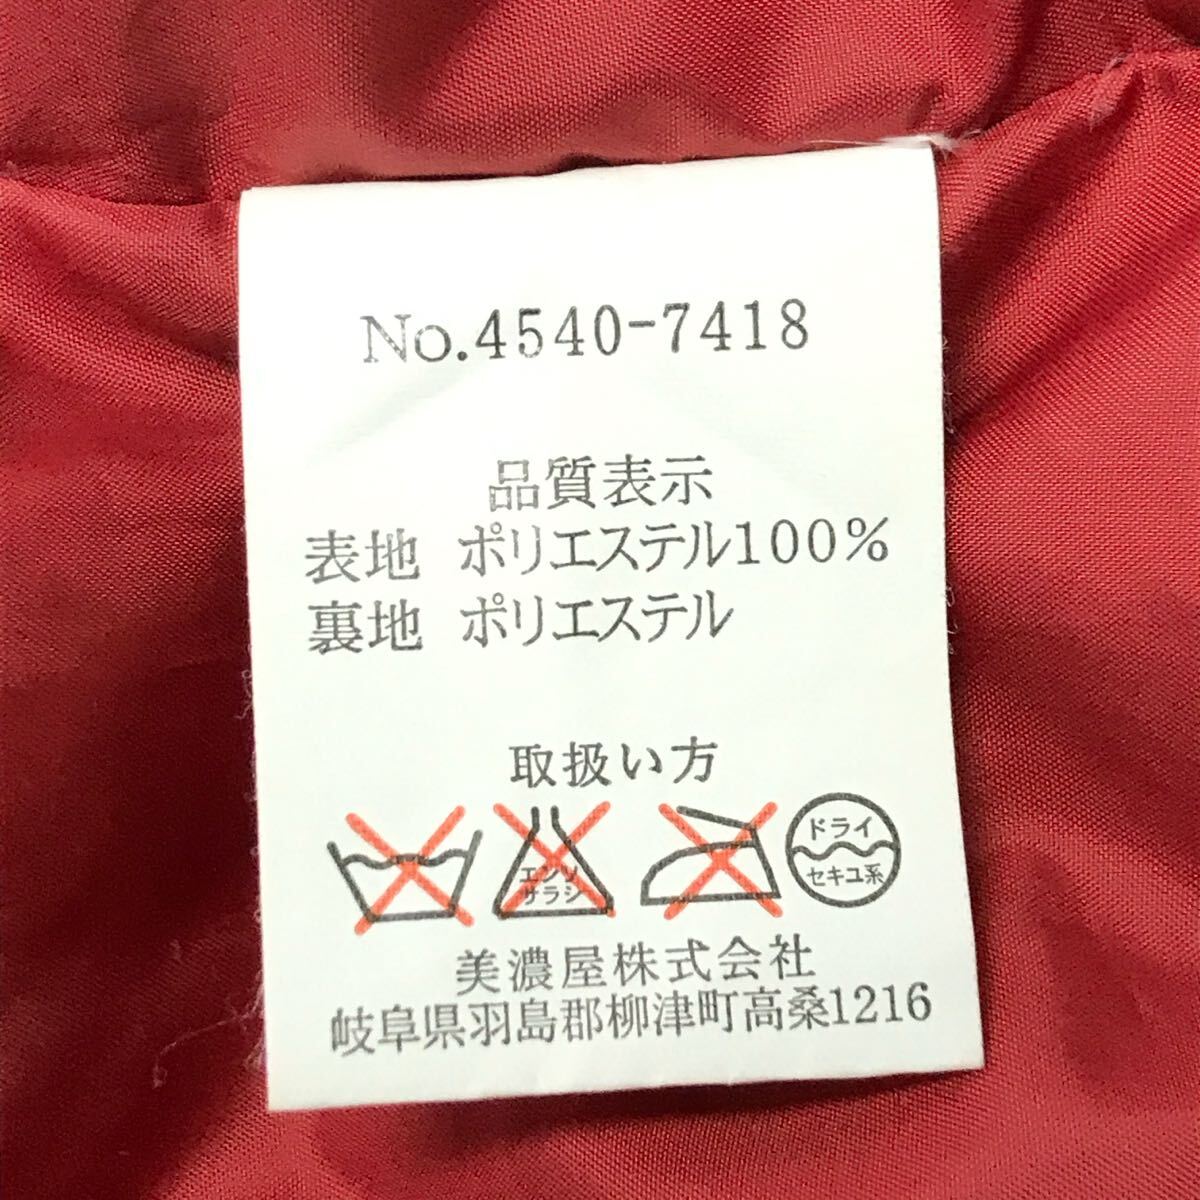 No.4540-7418
品質表示
表地 ポリエステル100%
裏地 ポリエステル
取扱い方
エンソ
サラシ
ドライ
セキユ系
美濃屋株式会社
岐阜県羽島郡柳津町高桑1216